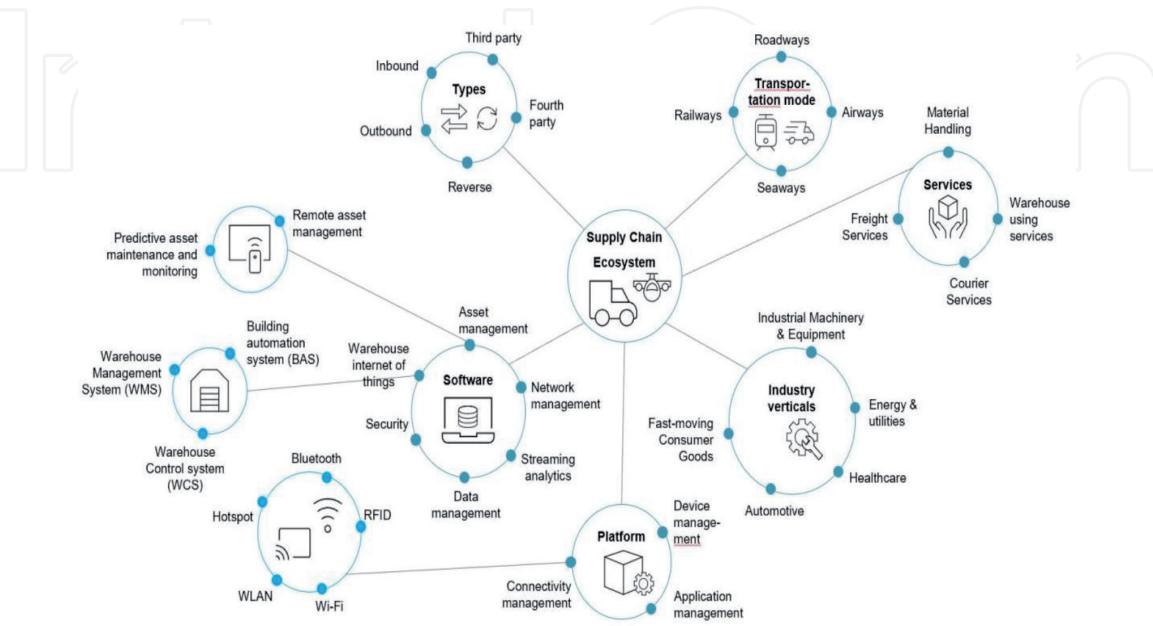 Third party
Inbound
Types
Fourth
party
Outbound
Reverse
Roadways
Transpor-
tation mode
Railways
Airways
Seaways
Material
Handling
Services
Freight
Services
Warehouse
using
services
Courier
Services
Supply Chain
Ecosystem
Remote asset
management
Predictive asset
maintenance and
monitoring
Asset
management
Building
automation
system (BAS)
Warehouse
Management
System (WMS)
Warehouse
Control system
(WCS)
Warehouse
internet of
things
Software
Network
management
Security
Streaming
analytics
Data
management
Industrial Machinery
& Equipment
Industry
verticals
Energy &
utilities
Fast-moving
Consumer
Goods
Healthcare
Automotive
Bluetooth
Hotspot
RFID
WLAN
Wi-Fi
Platform
Device
manage-
ment
Connectivity
management
Application
management